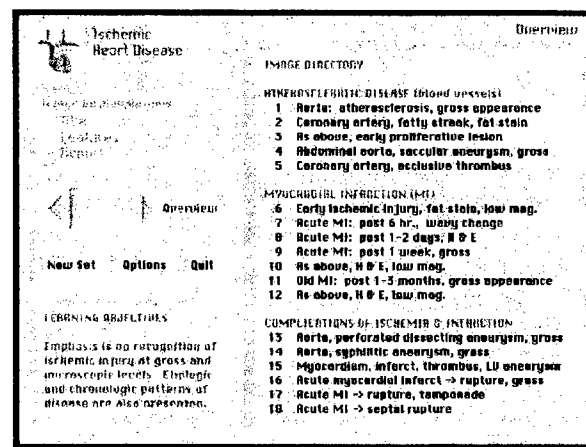 Ischemic
Heart Disease
Overview
New Set Options Quit
LEARNING OBJECTIVES
Emphasis is on recognition of
ischemic injury at gross and
microscopic levels. Etiologic
and chronologic patterns of
disease are also presented.
Overview
IMAGE DIRECTORY
ATHEROSCLEROTIC DISEASE (blood vessels)
1 Aorta: atherosclerosis, gross appearance
2 Coronary artery, fatty streak, fat stain
3 As above, early proliferative lesion
4 Abdominal aorta, saccular aneurysm, gross
5 Coronary artery, occlusive thrombus
MYOCARDIAL INFARCTION (MI)
6 Early ischemic injury, fat stain, low mag.
7 Acute MI: post 6 hr., wavy change
8 Acute MI: post 1-2 days, H & E
9 Acute MI: post 1 week, gross
10 As above, H & E, low mag.
11 Old MI: post 1-3 months, gross appearance
12 As above, H & E, low mag.
COMPLICATIONS OF ISCHEMIA & INFARCTION
13 Aorta, perforated dissecting aneurysm, gross
14 Aorta, syphilitic aneurysm, gross
15 Myocardium, infarct, thrombus, LV aneurysm
16 Acute myocardial infarct -> rupture, gross
17 Acute MI -> rupture, tamponade
18 Acute MI -> septal rupture